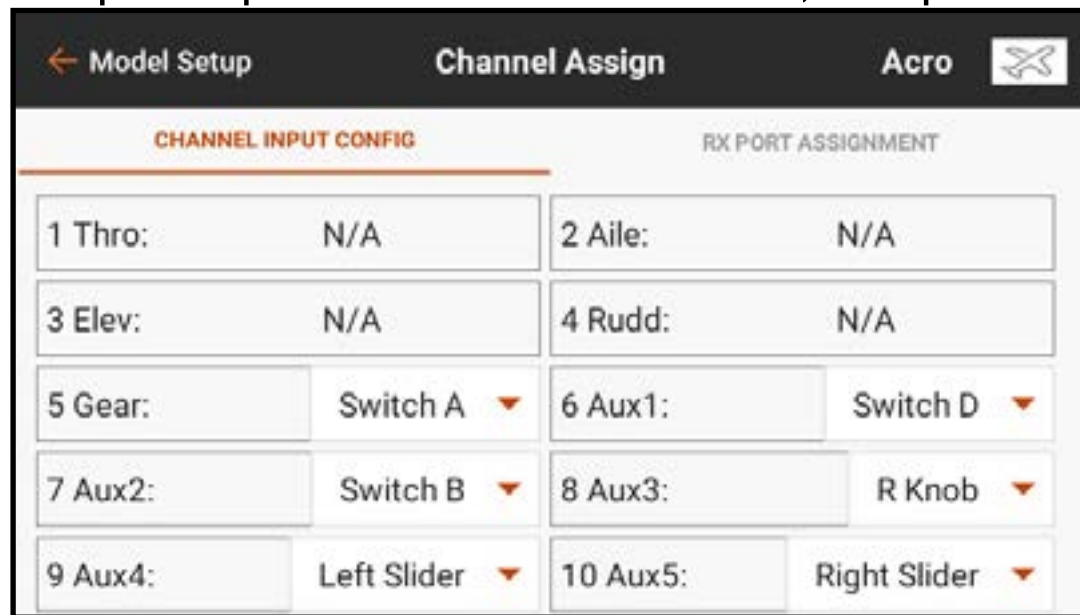 Model Setup Channel Assign Acro
CHANNEL INPUT CONFIG RX PORT ASSIGNMENT
1 Thro: N/A 2 Aile: N/A
3 Elev: N/A 4 Rudd: N/A
5 Gear: Switch A 6 Aux1: Switch D
7 Aux2: Switch B 8 Aux3: R Knob
9 Aux4: Left Slider 10 Aux5: Right Slider